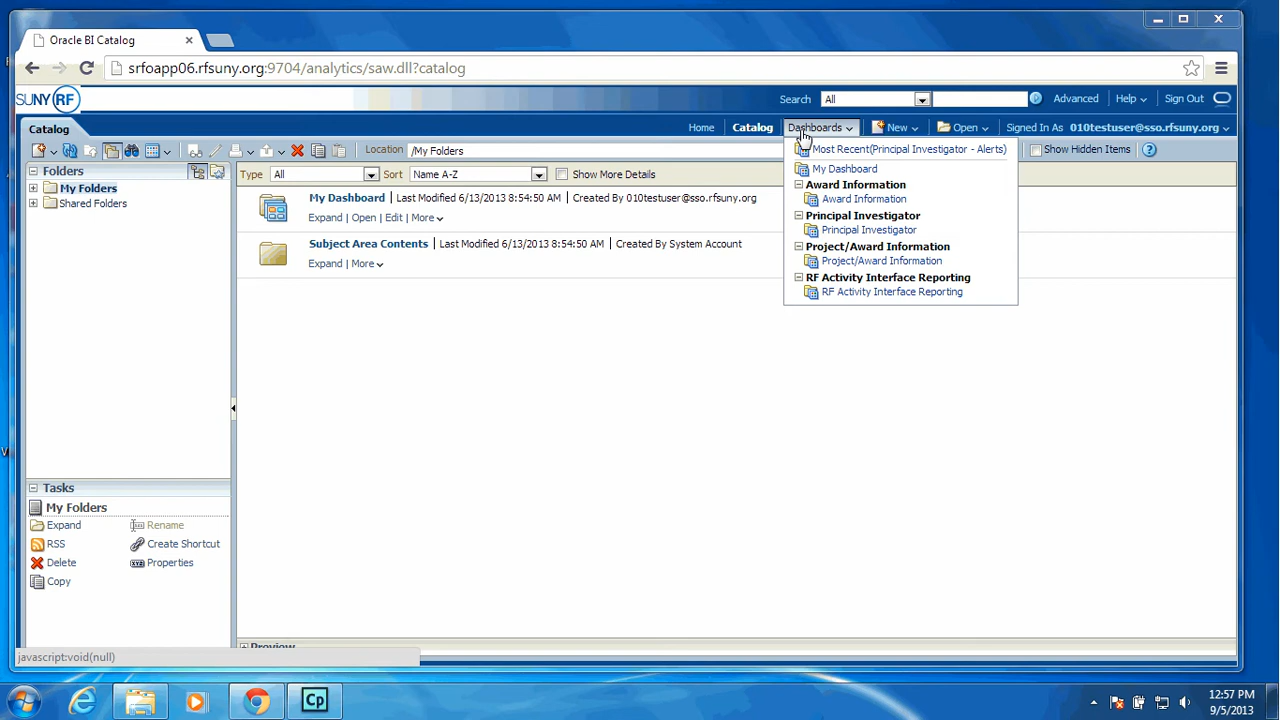 Oracle BI Catalog
srfoapp06.rfsuny.org:9704/analytics/saw.dll?catalog
SUNY RF
Search All Advanced Help Sign Out
Catalog
Home Catalog Dashboards New Open Signed In As 010testuser@sso.rfsuny.org
Location /My Folders
Show Hidden Items
Most Recent(Principal Investigator - Alerts)
My Dashboard
Award Information
Award Information
Principal Investigator
Principal Investigator
Project/Award Information
Project/Award Information
RF Activity Interface Reporting
RF Activity Interface Reporting
Folders
My Folders
Shared Folders
Type All Sort Name A-Z Show More Details
My Dashboard | Last Modified 6/13/2013 8:54:50 AM | Created By 010testuser@sso.rfsuny.org
Expand | Open | Edit | More
Subject Area Contents | Last Modified 6/13/2013 8:54:50 AM | Created By System Account
Expand | More
Tasks
My Folders
Expand Rename
RSS Create Shortcut
Delete Properties
Copy
Preview
javascript:void(null)
Cp
12:57 PM
9/5/2013